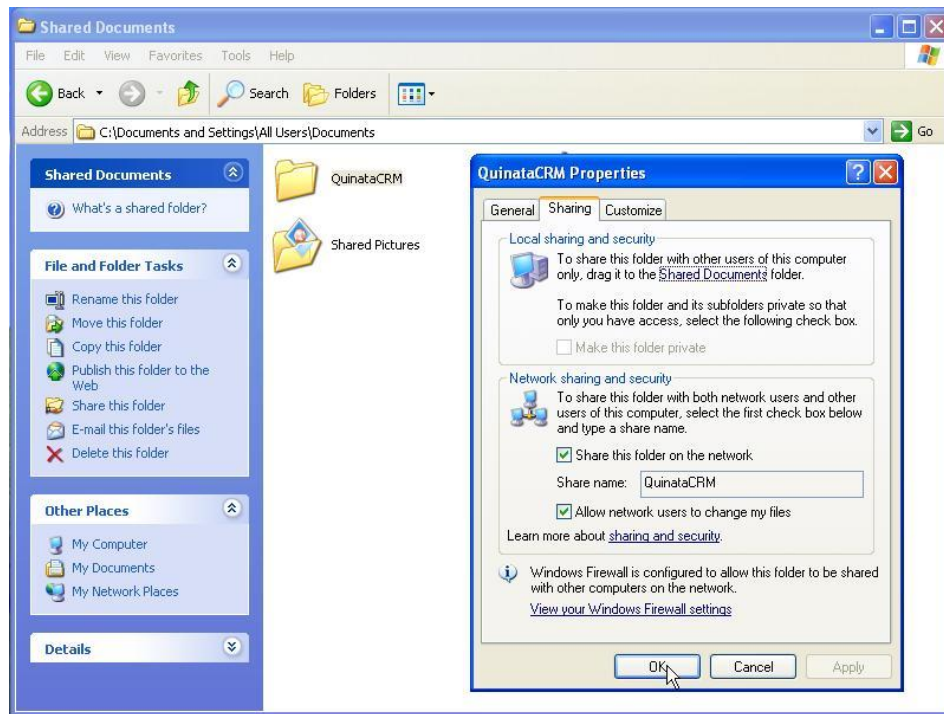 Shared Documents
File Edit View Favorites Tools Help
Back Search Folders
Address C:\Documents and Settings\All Users\Documents Go
Shared Documents
What's a shared folder?
File and Folder Tasks
Rename this folder
Move this folder
Copy this folder
Publish this folder to the
Web
Share this folder
E-mail this folder's files
Delete this folder
Other Places
My Computer
My Documents
My Network Places
Details
QuinataCRM
Shared Pictures
QuinataCRM Properties
General Sharing Customize
Local sharing and security
To share this folder with other users of this computer
only, drag it to the Shared Documents folder.
To make this folder and its subfolders private so that
only you have access, select the following check box.
Make this folder private
Network sharing and security
To share this folder with both network users and other
users of this computer, select the first check box below
and type a share name.
Share this folder on the network
Share name: QuinataCRM
Allow network users to change my files
Learn more about sharing and security.
Windows Firewall is configured to allow this folder to be shared
with other computers on the network.
View your Windows Firewall settings
OK Cancel Apply